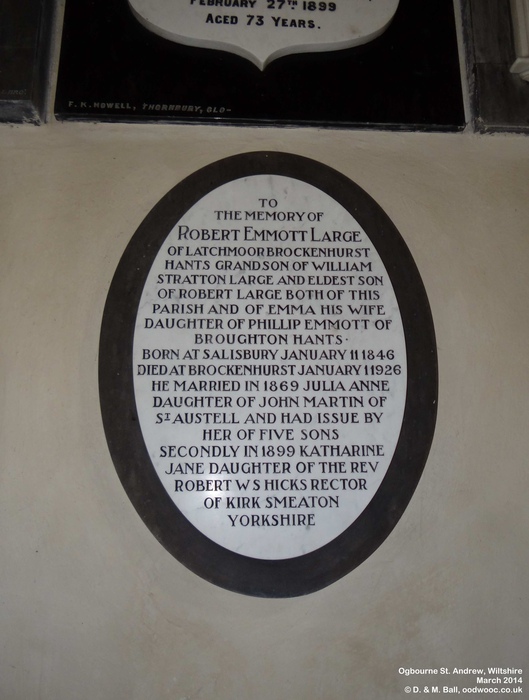 FEBRUARY 27TH 1899
AGED 73 YEARS.
F. K. HOWELL, THORNBURY, GLO-
TO
THE MEMORY OF
ROBERT EMMOTT LARGE
OF LATCHMOOR BROCKENHURST
HANTS GRANDSON OF WILLIAM
STRATTON LARGE AND ELDEST SON
OF ROBERT LARGE BOTH OF THIS
PARISH AND OF EMMA HIS WIFE
DAUGHTER OF PHILLIP EMMOTT OF
BROUGHTON HANTS·
BORN AT SALISBURY JANUARY 11 1846
DIED AT BROCKENHURST JANUARY 1 1926
HE MARRIED IN 1869 JULIA ANNE
DAUGHTER OF JOHN MARTIN OF
ST AUSTELL AND HAD ISSUE BY
HER OF FIVE SONS
SECONDLY IN 1899 KATHARINE
JANE DAUGHTER OF THE REV
ROBERT W S HICKS RECTOR
OF KIRK SMEATON
YORKSHIRE
Ogbourne St. Andrew, Wiltshire
March 2014
© D. & M. Ball, oodwooc.co.uk